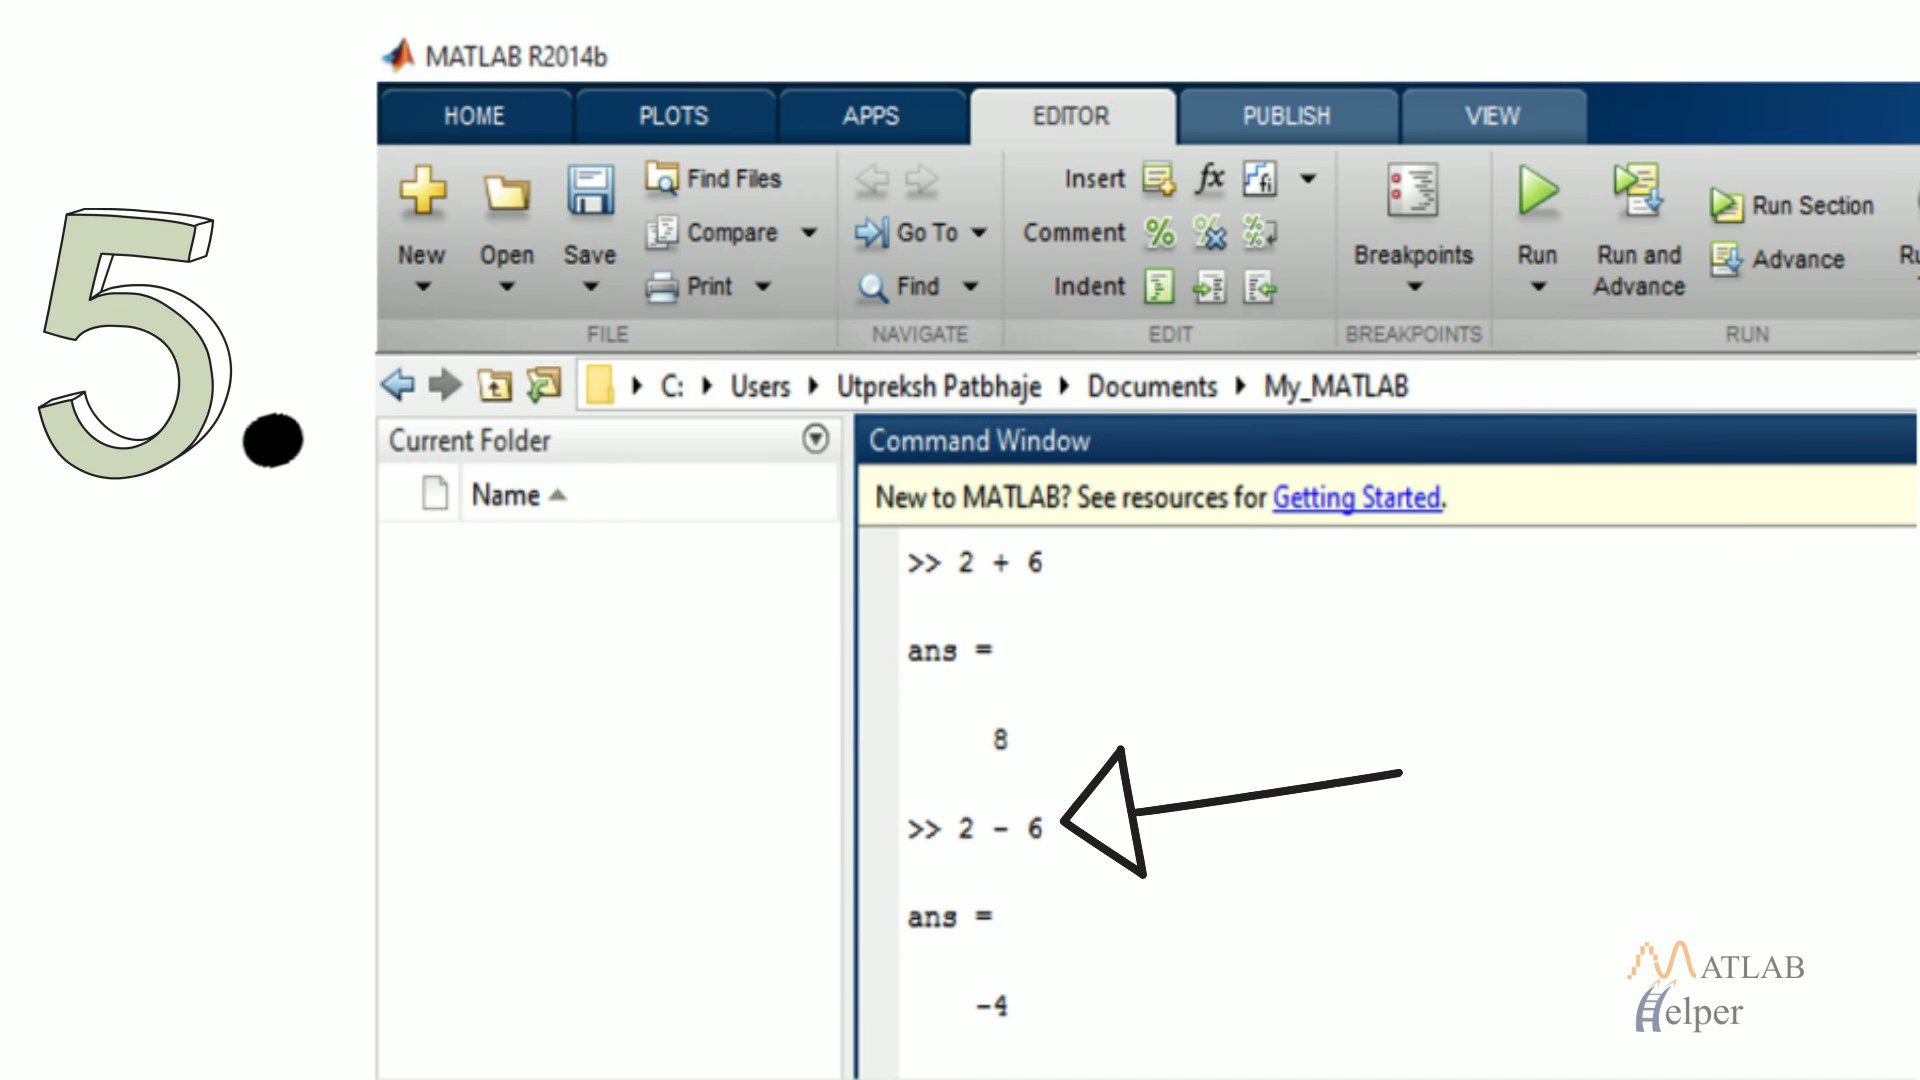 5.
MATLAB R2014b
HOME PLOTS APPS EDITOR PUBLISH VIEW
New Open Save Find Files Compare Print
FILE
Go To Find
NAVIGATE
Insert fx fi
Comment % % %
Indent
EDIT
Breakpoints
BREAKPOINTS
Run Run and Advance Run Section Advance
RUN
C: Users Utpreksh Patbhaje Documents My_MATLAB
Current Folder
Name
Command Window
New to MATLAB? See resources for Getting Started.
>> 2 + 6
ans =
8
>> 2 - 6
ans =
-4
MATLAB
Helper